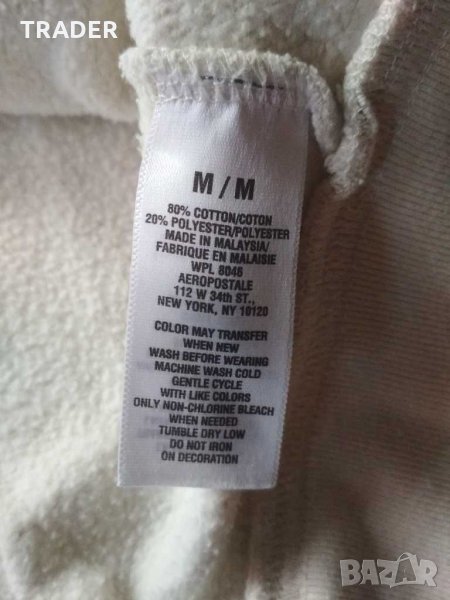 TRADER
M / M
80% COTTON/COTON
20% POLYESTER/POLYESTER
MADE IN MALAYSIA/
FABRIQUE EN MALAISIE
WPL 8046
AEROPOSTALE
112 W 34th ST.,
NEW YORK, NY 10120
COLOR MAY TRANSFER
WHEN NEW
WASH BEFORE WEARING
MACHINE WASH COLD
GENTLE CYCLE
WITH LIKE COLORS
ONLY NON-CHLORINE BLEACH
WHEN NEEDED
TUMBLE DRY LOW
DO NOT IRON
ON DECORATION
BAZAR